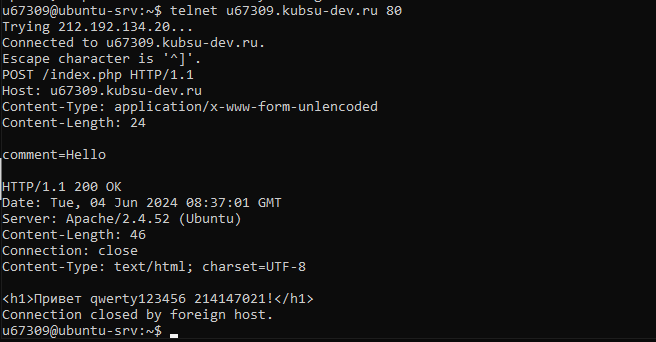 u67309@ubuntu-srv:~$ telnet u67309.kubsu-dev.ru 80
Trying 212.192.134.20...
Connected to u67309.kubsu-dev.ru.
Escape character is '^]'.
POST /index.php HTTP/1.1
Host: u67309.kubsu-dev.ru
Content-Type: application/x-www-form-unlencoded
Content-Length: 24
comment=Hello
HTTP/1.1 200 OK
Date: Tue, 04 Jun 2024 08:37:01 GMT
Server: Apache/2.4.52 (Ubuntu)
Content-Length: 46
Connection: close
Content-Type: text/html; charset=UTF-8
<h1>Привет qwerty123456 214147021!</h1>
Connection closed by foreign host.
u67309@ubuntu-srv:~$